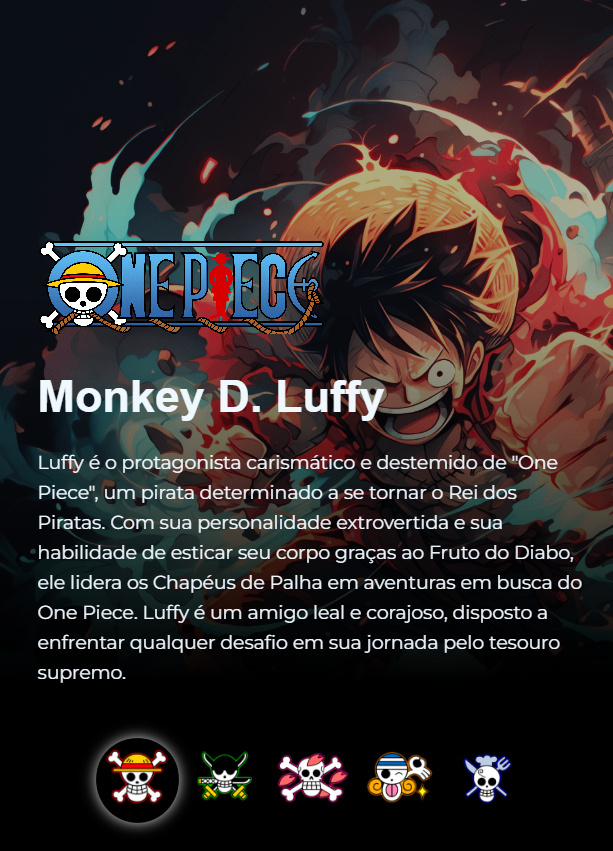 ONE PIECE
Monkey D. Luffy
Luffy é o protagonista carismático e destemido de "One
Piece", um pirata determinado a se tornar o Rei dos
Piratas. Com sua personalidade extrovertida e sua
habilidade de esticar seu corpo graças ao Fruto do Diabo,
ele lidera os Chapéus de Palha em aventuras em busca do
One Piece. Luffy é um amigo leal e corajoso, disposto a
enfrentar qualquer desafio em sua jornada pelo tesouro
supremo.